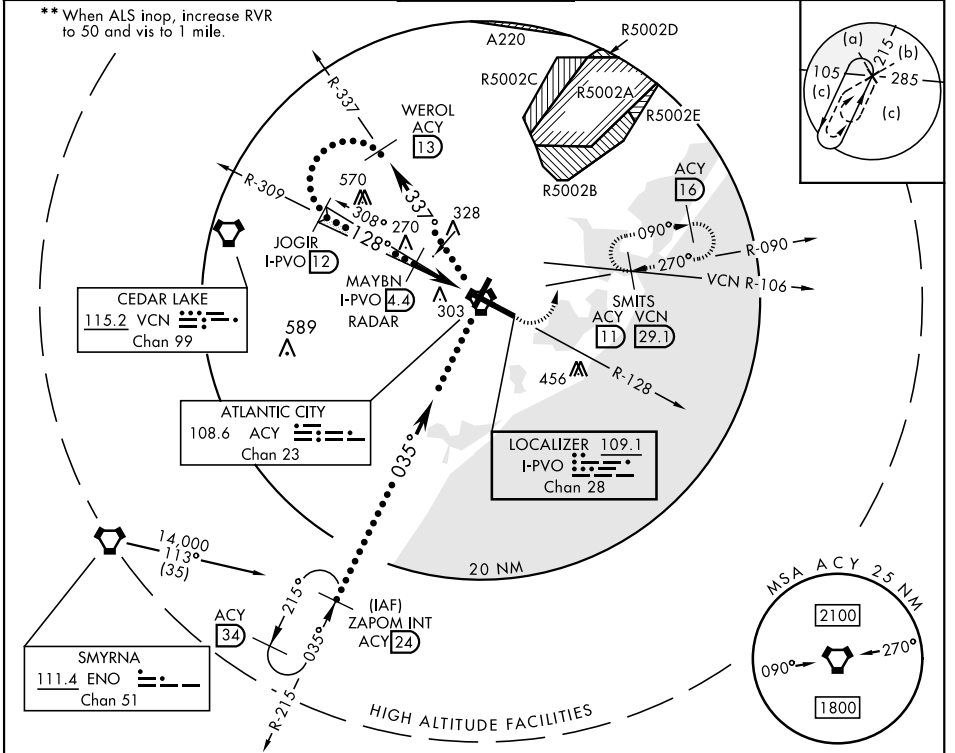 ** When ALS inop, increase RVR
to 50 and vis to 1 mile.
A220
R5002D
R5002C
R5002A
R5002E
R5002B
(a)
215
(b)
105
285
(c)
(c)
R-337
WEROL
ACY
13
R-309
570
308°
337°
270
328
128°
JOGIR
I-PVO 12
MAYBN
I-PVO 4.4
RADAR
303
ACY
16
090°
270°
R-090
VCN R-106
SMITS
ACY VCN
11 29.1
CEDAR LAKE
115.2 VCN
Chan 99
589
456
R-128
ATLANTIC CITY
108.6 ACY
Chan 23
LOCALIZER 109.1
I-PVO
Chan 28
035°
14,000
113°
(35)
20 NM
215°
035°
(IAF)
ZAPOM INT
ACY 24
ACY
34
SMYRNA
111.4 ENO
Chan 51
R-215
HIGH ALTITUDE FACILITIES
MSA ACY 25 NM
2100
090°
270°
1800